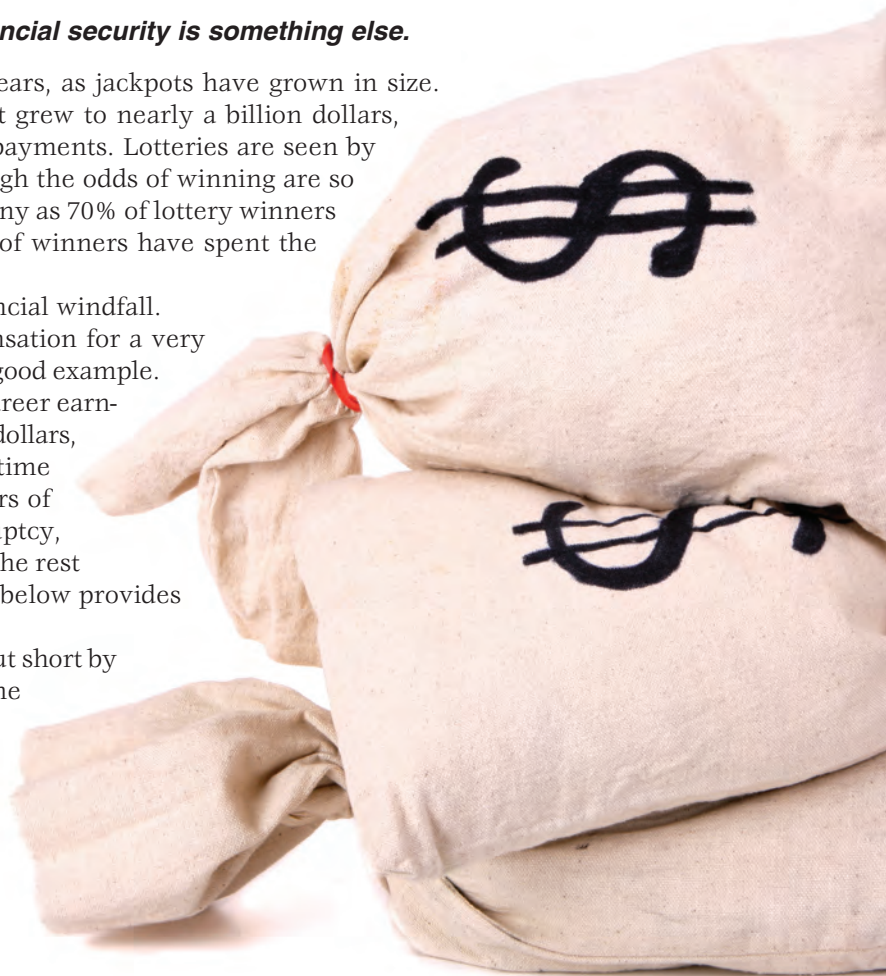 ncial security is something else.
ears, as jackpots have grown in size.
t grew to nearly a billion dollars,
payments. Lotteries are seen by
gh the odds of winning are so
ny as 70% of lottery winners
of winners have spent the
ncial windfall.
nsation for a very
good example.
reer earn-
dollars,
time
rs of
uptcy,
he rest
below provides
ut short by
ne
$
$